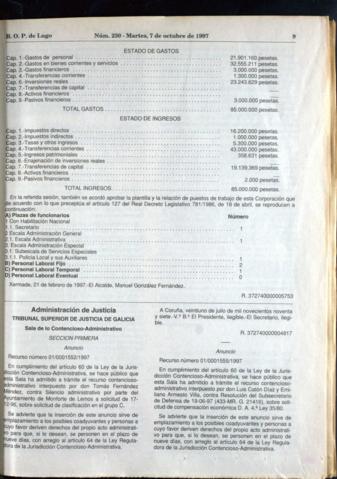 B. O. P. de Lugo Núm. 230 - Martes, 7 de octubre de 1997 9
ESTADO DE GASTOS
Cap. 1.-Gastos de personal 21.901.160 pesetas.
Cap. 2.-Gastos en bienes corrientes y servicios 32.555.211 pesetas.
Cap. 3.-Gastos financieros 3.000.000 pesetas.
Cap. 4.-Transferencias corrientes 1.300.000 pesetas.
Cap. 6.-Inversiones reales 23.243.629 pesetas.
Cap. 7.-Transferencias de capital
Cap. 8.-Activos financieros
Cap. 9.-Pasivos financieros 3.000.000 pesetas.
TOTAL GASTOS 85.000.000 pesetas.
ESTADO DE INGRESOS
Cap. 1.-Impuestos directos 16.200.000 pesetas.
Cap. 2.-Impuestos indirectos 1.000.000 pesetas.
Cap. 3.-Tasas y otros ingresos 5.300.000 pesetas.
Cap. 4.-Transferencias corrientes 43.000.000 pesetas.
Cap. 5.-Ingresos patrimoniales 358.631 pesetas.
Cap. 6.-Enajenación de inversiones reales
Cap. 7.-Transferencias de capital 19.139.369 pesetas.
Cap. 8.-Activos financieros
Cap. 9.-Pasivos financieros 2.000 pesetas.
TOTAL INGRESOS 85.000.000 pesetas.
En la referida sesión, también se acordó aprobar la plantilla y la relación de puestos de trabajo de esta Corporación que
de acuerdo con lo que preceptúa el artículo 127 del Real Decreto Legislativo 781/1986, de 18 de abril, se reproducen a
continuación:
A) Plazas de funcionarios Número
1 Con Habilitación Nacional
1.1. Secretario 1
2 Escala Administración General
2.1. Escala Administrativa 1
3. Escala Administración Especial
3.1. Subescala de Servicios Especiales
3.1.1. Policía Local y sus Auxiliares 1
B) Personal Laboral Fijo 2
C) Personal Laboral Temporal 1
D) Personal Laboral Eventual 0
Xermade, 21 de febrero de 1997.-El Alcalde, Manuel González Fernández.
R. 372740000005753
Administración de Justicia
TRIBUNAL SUPERIOR DE JUSTICIA DE GALICIA
Sala de lo Contencioso-Administrativo
SECCION PRIMERA
Anuncio
Recurso número 01/0001552/1997
En cumplimiento del artículo 60 de la Ley de la Juris-
dicción Contencioso-Administrativa, se hace público que
esta Sala ha admitido a trámite el recurso contencioso-
administrativo interpuesto por don Tomás Fernández
Méndez, contra Silencio administrativo por parte del
Ayuntamiento de Monforte de Lemos a solicitud de 17-
12-96, sobre solicitud de clasificación en el grupo C.
Se advierte que la inserción de este anuncio sirve de
emplazamiento a los posibles coadyuvantes y personas a
cuyo favor deriven derechos del propio acto administrati-
vo para que, si lo desean, se personen en el plazo de
nueve días, con arreglo al artículo 64 de la Ley Regula-
dora de la Jurisdicción Contencioso-Administrativa.
A Coruña, veintiuno de julio de mil novecientos noventa
y siete.-V.º B.º El Presidente, ilegible.-El Secretario, ilegi-
ble.
R. 372740000004817
Anuncio
Recurso número 01/0001559/1997
En cumplimiento del artículo 60 de la Ley de la Juris-
dicción Contencioso-Administrativa, se hace público que
esta Sala ha admitido a trámite el recurso contencioso-
administrativo interpuesto por don Luis Catón Díaz y Emi-
liano Arnesto Villa, contra Resolución del Subsecretario
de Defensa de 19-06-97 (433-MR. G. 21418), sobre soli-
citud de compensación económica D. A. 4.ª Ley 35/80.
Se advierte que la inserción de este anuncio sirve de
emplazamiento a los posibles coadyuvantes y personas a
cuyo favor deriven derechos del propio acto administrati-
vo para que, si lo desean, se personen en el plazo de
nueve días, con arreglo al artículo 64 de la Ley Regula-
dora de la Jurisdicción Contencioso-Administrativa.